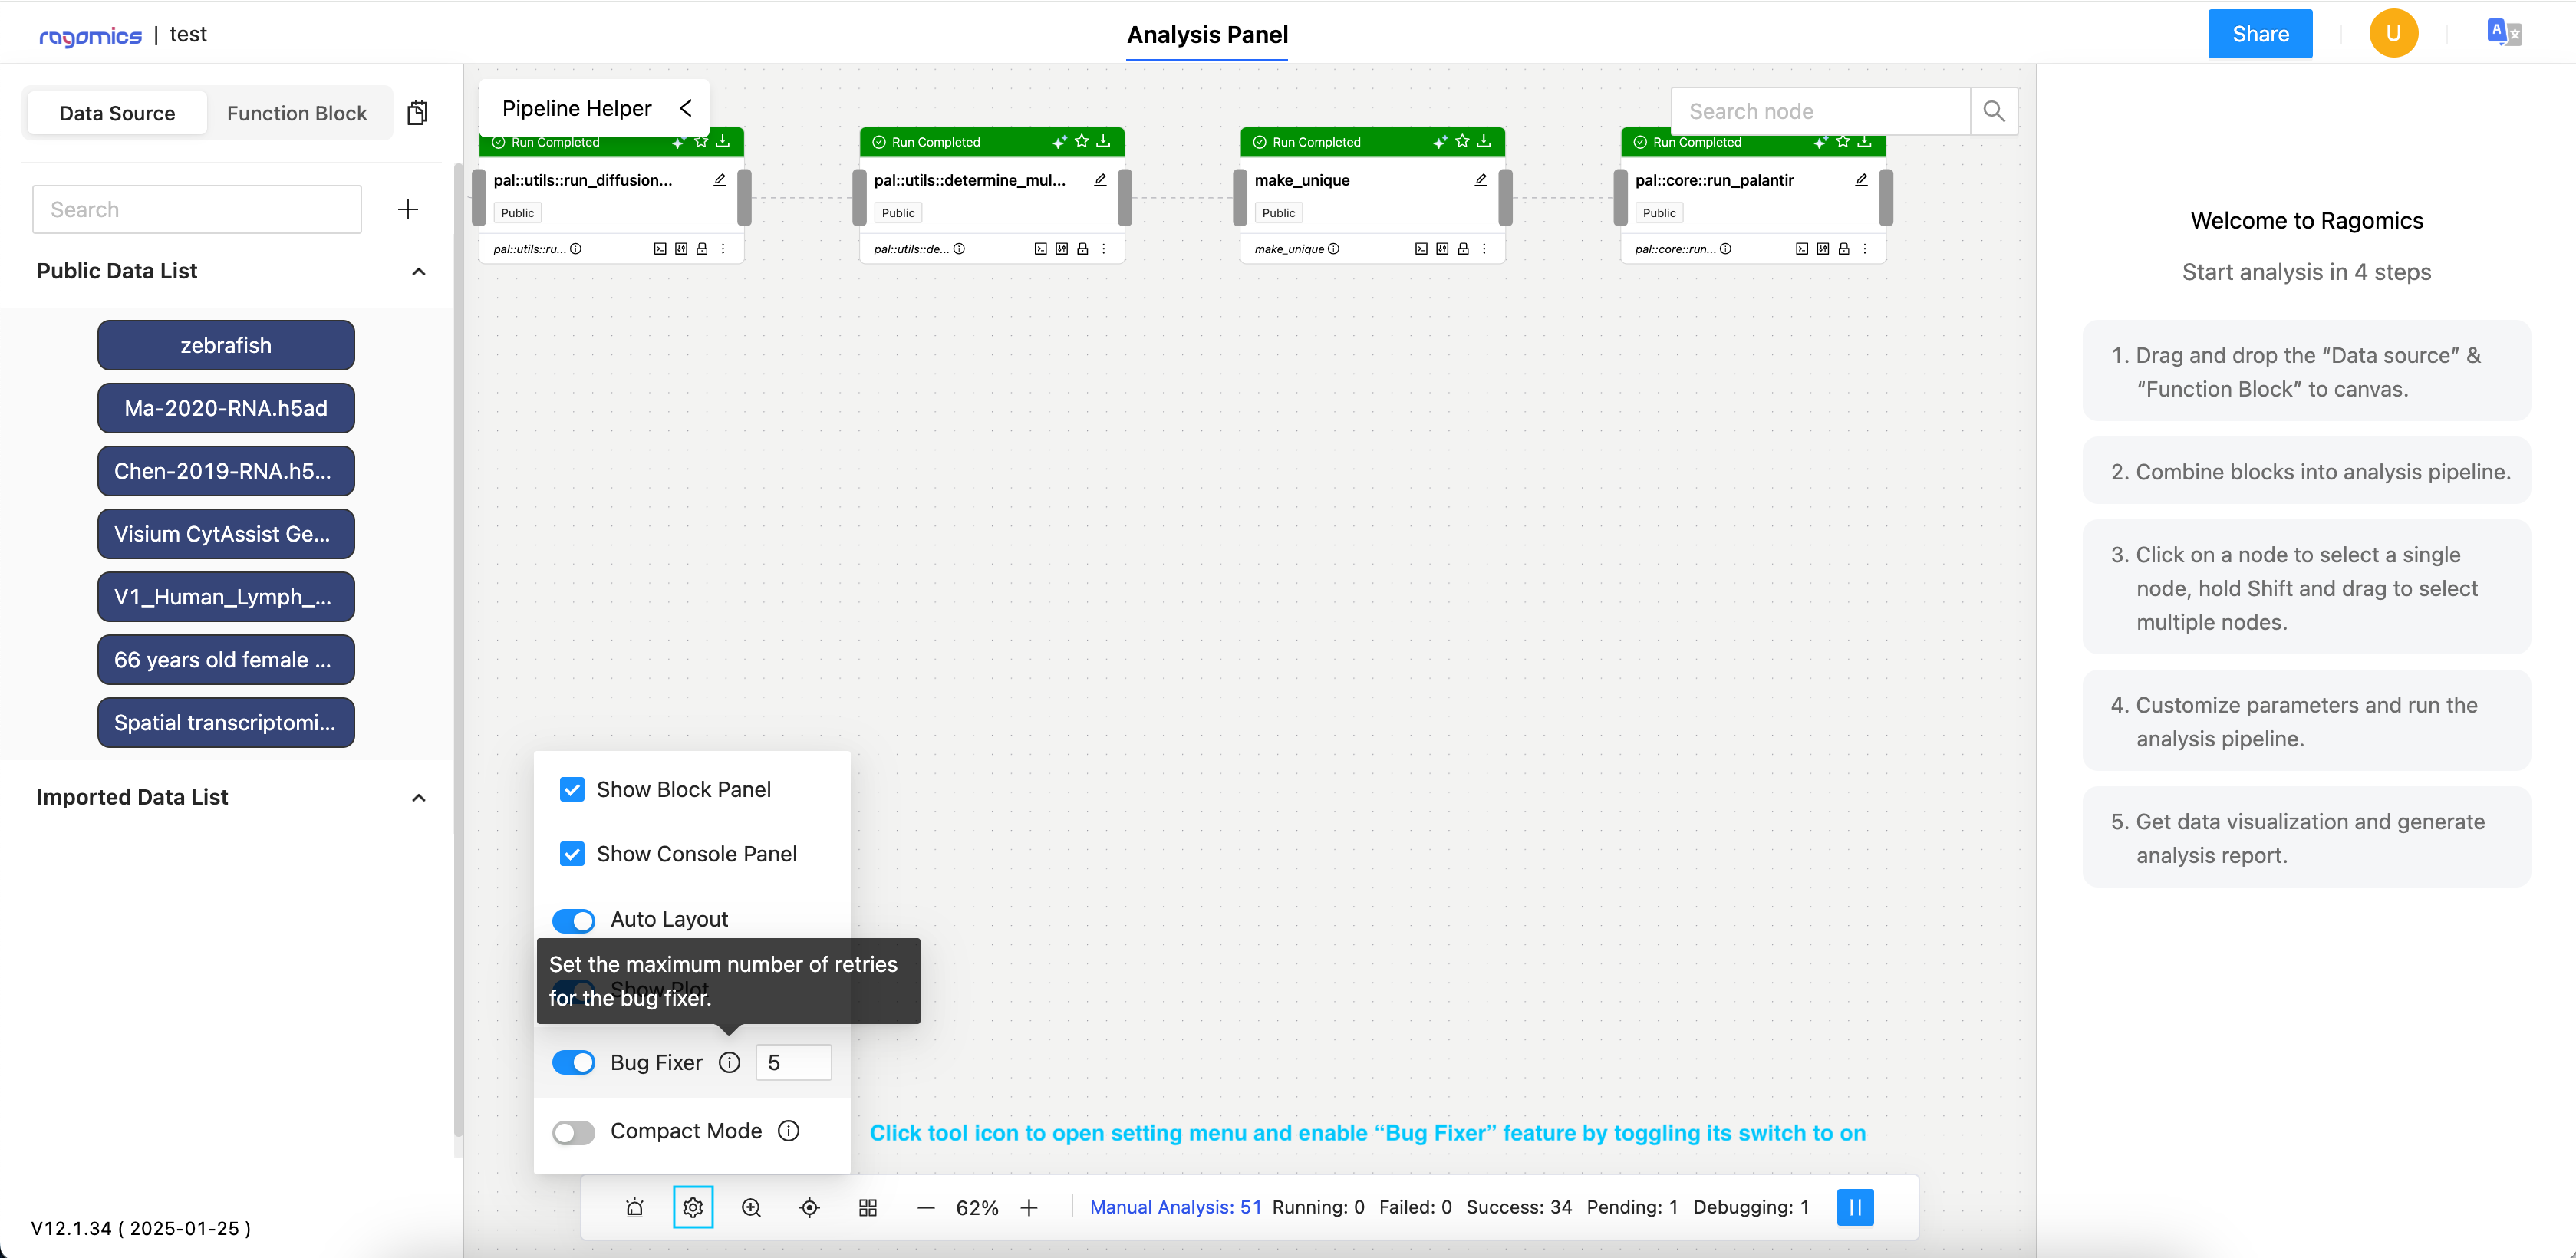 ragomics | test
Analysis Panel
Share
U
A
Data Source
Function Block
Search
Public Data List
zebrafish
Ma-2020-RNA.h5ad
Chen-2019-RNA.h5...
Visium CytAssist Ge...
V1_Human_Lymph_...
66 years old female ...
Spatial transcriptomi...
Imported Data List
V12.1.34 ( 2025-01-25 )
Pipeline Helper
Search node
Run Completed
pal::utils::run_diffusion...
Public
pal::utils::ru...
Run Completed
pal::utils::determine_mul...
Public
pal::utils::de...
Run Completed
make_unique
Public
make_unique
Run Completed
pal::core::run_palantir
Public
pal::core::run...
Show Block Panel
Show Console Panel
Auto Layout
Set the maximum number of retries
for the bug fixer.
Show Plot
Bug Fixer
5
Compact Mode
Click tool icon to open setting menu and enable “Bug Fixer” feature by toggling its switch to on
62%
Manual Analysis: 51 Running: 0 Failed: 0 Success: 34 Pending: 1 Debugging: 1
Welcome to Ragomics
Start analysis in 4 steps
1. Drag and drop the “Data source” &
“Function Block” to canvas.
2. Combine blocks into analysis pipeline.
3. Click on a node to select a single
node, hold Shift and drag to select
multiple nodes.
4. Customize parameters and run the
analysis pipeline.
5. Get data visualization and generate
analysis report.